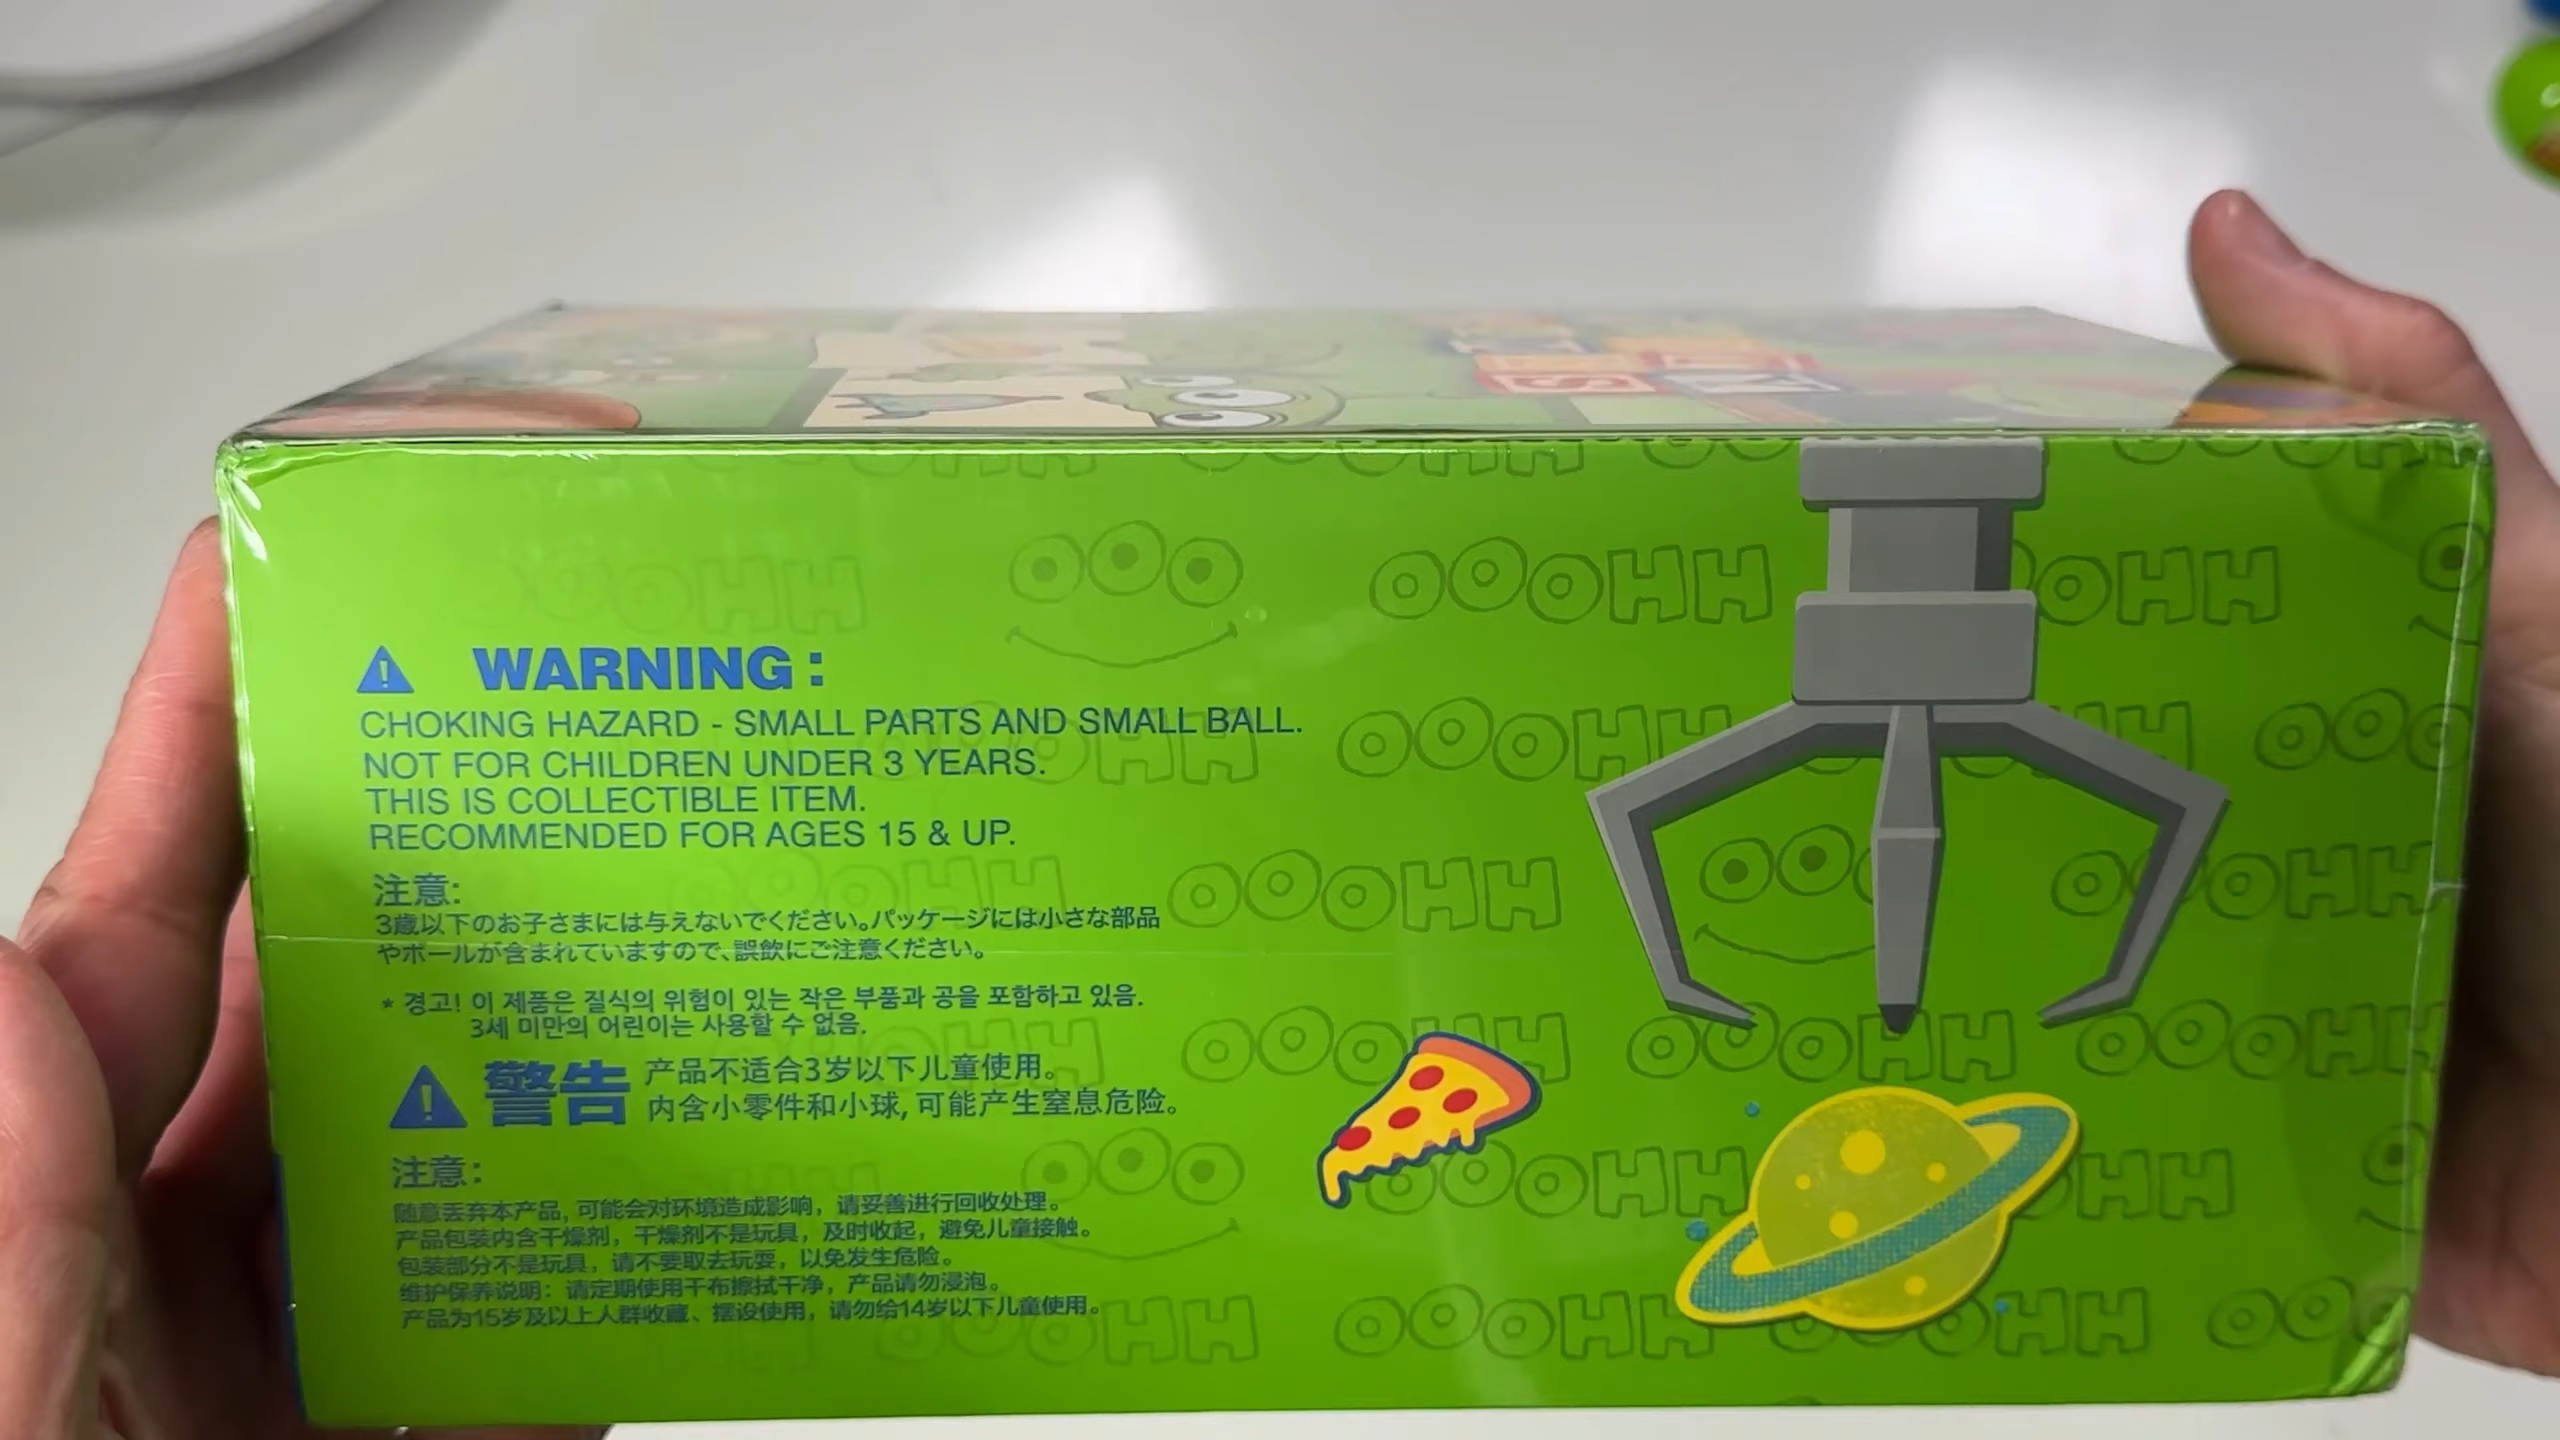 OOOHH
OOOHH
OOOHH
OHH
WARNING:
CHOKING HAZARD - SMALL PARTS AND SMALL BALL.
NOT FOR CHILDREN UNDER 3 YEARS.
THIS IS COLLECTIBLE ITEM.
RECOMMENDED FOR AGES 15 & UP.
注意:
3歳以下のお子さまには与えないでください。パッケージには小さな部品
やボールが含まれていますので、誤飲にご注意ください。
* 경고! 이 제품은 질식의 위험이 있는 작은 부품과 공을 포함하고 있음.
3세 미만의 어린이는 사용할 수 없음.
警告 产品不适合3岁以下儿童使用。
内含小零件和小球, 可能产生窒息危险。
注意:
随意丢弃本产品, 可能会对环境造成影响，请妥善进行回收处理。
产品包装内含干燥剂，干燥剂不是玩具，及时收起，避免儿童接触。
包装部分不是玩具，请不要取去玩耍，以免发生危险。
维护保养说明：请定期使用干布擦拭干净，产品请勿浸泡。
产品为15岁及以上人群收藏、摆设使用，请勿给14岁以下儿童使用。
OOOHH
OOOHH
OOOHH
OOOHH
OOOHH
OOOHH
OOOHH
OOOHH